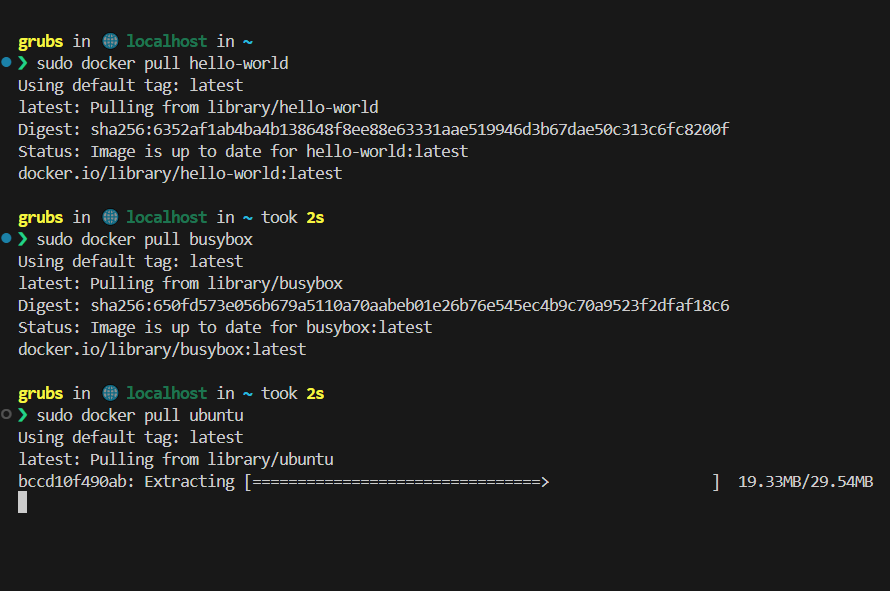 grubs in 🌐 localhost in ~
❯ sudo docker pull hello-world
Using default tag: latest
latest: Pulling from library/hello-world
Digest: sha256:6352af1ab4ba4b138648f8ee88e63331aae519946d3b67dae50c313c6fc8200f
Status: Image is up to date for hello-world:latest
docker.io/library/hello-world:latest
grubs in 🌐 localhost in ~ took 2s
❯ sudo docker pull busybox
Using default tag: latest
latest: Pulling from library/busybox
Digest: sha256:650fd573e056b679a5110a70aabeb01e26b76e545ec4b9c70a9523f2dfaf18c6
Status: Image is up to date for busybox:latest
docker.io/library/busybox:latest
grubs in 🌐 localhost in ~ took 2s
❯ sudo docker pull ubuntu
Using default tag: latest
latest: Pulling from library/ubuntu
bccd10f490ab: Extracting [================================>                  ]  19.33MB/29.54MB